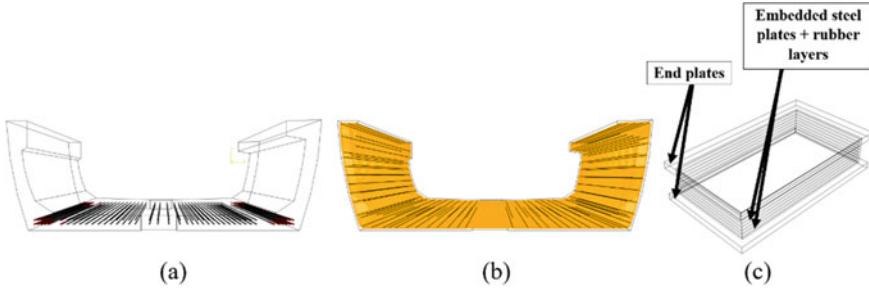 Embedded steel
plates + rubber
layers
End plates
(a)
(b)
(c)